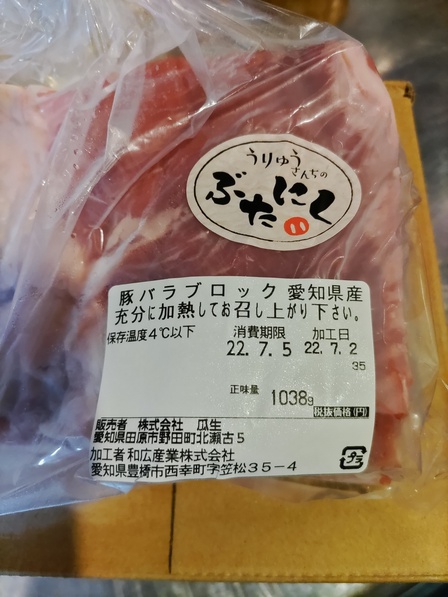 うりゅう
さんちの
ぶたにく
豚バラブロック 愛知県産
充分に加熱してお召し上がり下さい。
保存温度4℃以下
消費期限 加工日
22.7.5 22.7.2
35
正味量 1038g
税抜価格(円)
販売者 株式会社 瓜生
愛知県田原市野田町北瀬古5
加工者 和広産業株式会社
愛知県豊橋市西幸町字笠松35-4
プラ